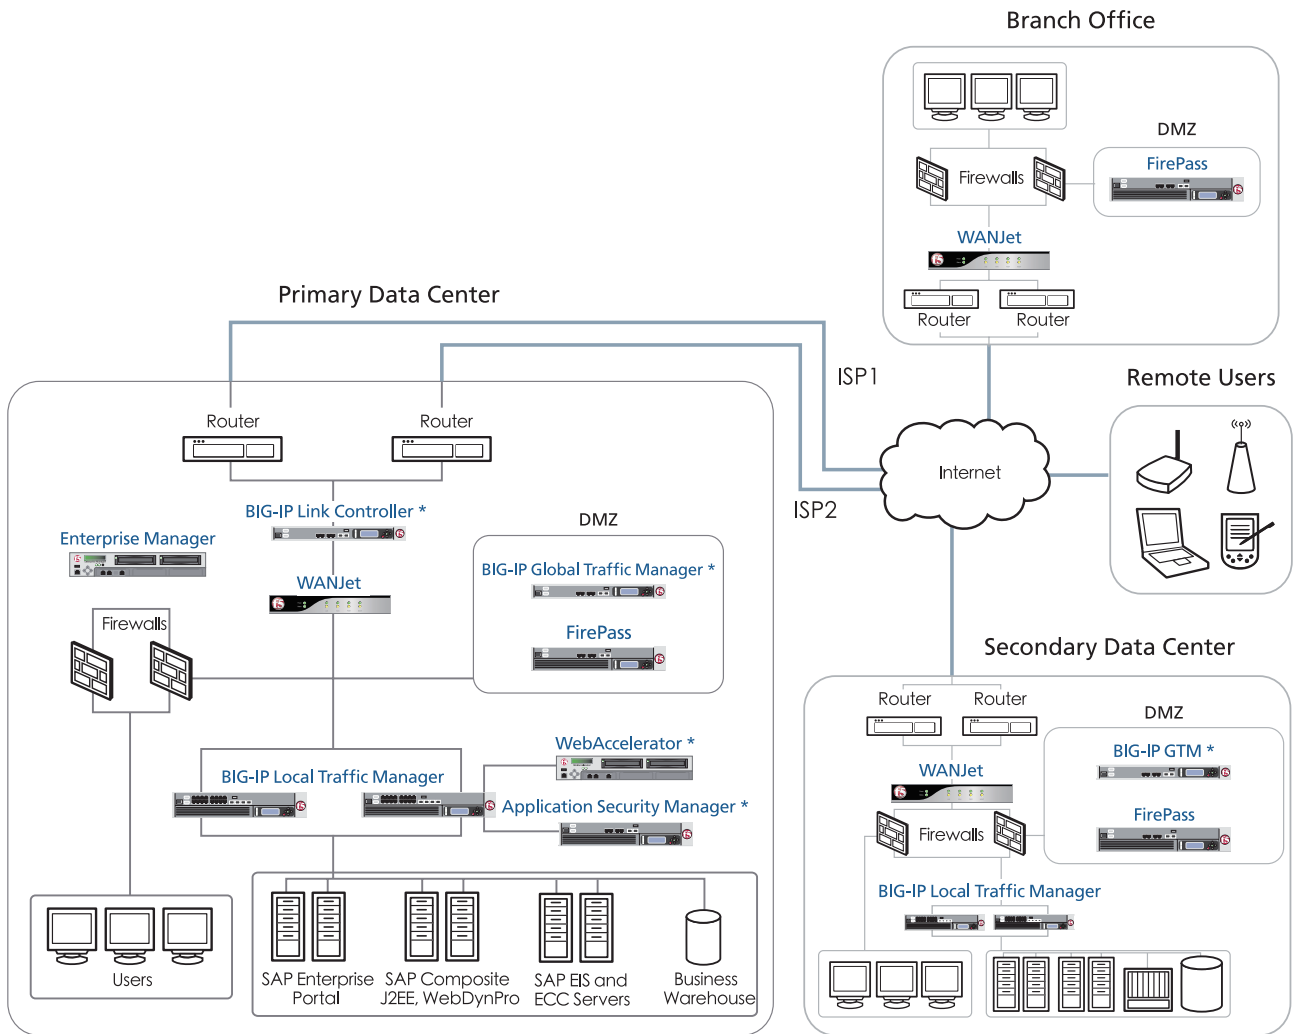 Branch Office
DMZ
FirePass
Firewalls
WANJet
Router
Router
Primary Data Center
ISP1
ISP2
Internet
Remote Users
Router
Router
BIG-IP Link Controller *
Enterprise Manager
WANJet
DMZ
BIG-IP Global Traffic Manager *
FirePass
Firewalls
BIG-IP Local Traffic Manager
WebAccelerator *
Application Security Manager *
Users
SAP Enterprise
Portal
SAP Composite
J2EE, WebDynPro
SAP EIS and
ECC Servers
Business
Warehouse
Secondary Data Center
Router
Router
DMZ
BIG-IP GTM *
WANJet
FirePass
Firewalls
BIG-IP Local Traffic Manager